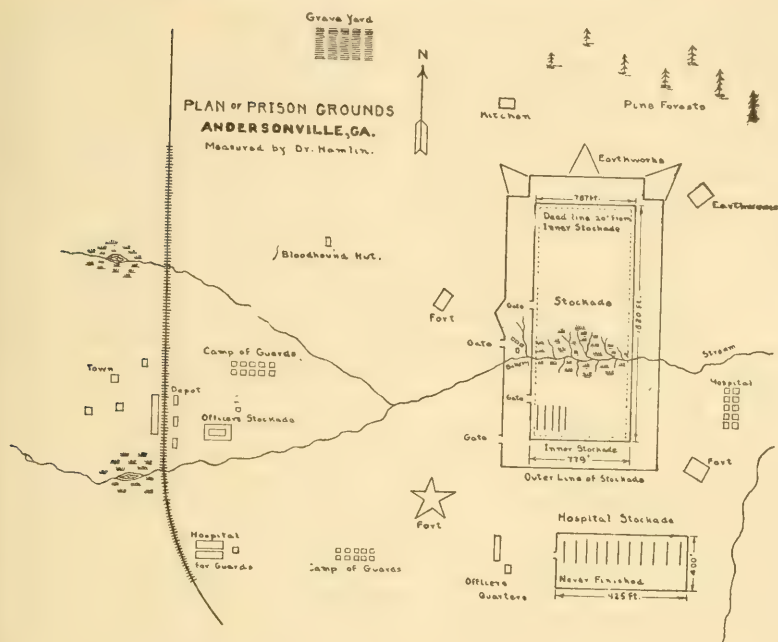 Grave Yard
N
PLAN OF PRISON GROUNDS
ANDERSONVILLE, GA.
Measured by Dr. Hamlin.
Kitchen
Pine Forests
Earthworks
787 Ft.
Dead line 20' from
Inner Stockade
Bloodhound Hut.
Fort
Stockade
1620 Ft.
Gate
Gate
Stream
Camp of Guards
Town
Depot
Officers Stockade
Bakery
Gate
Hospital
Gate
Inner Stockade
779'
Outer Line of Stockade
Fort
Fort
Hospital
for Guards
Camp of Guards
Officers
Quarters
Hospital Stockade
Never Finished
400'
425 Ft.